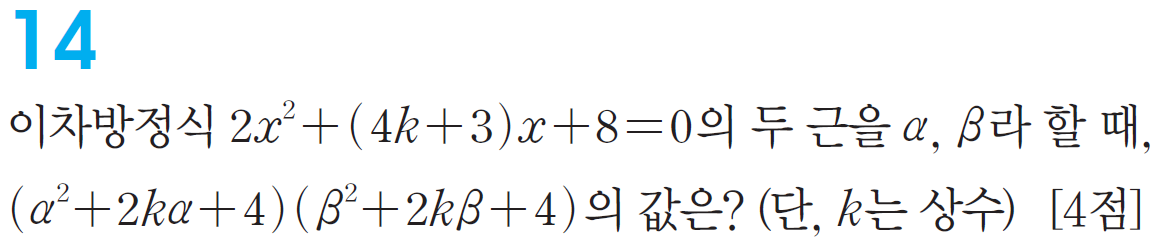 14
이차방정식 2x²+(4k+3)x+8=0의 두 근을 α, β라 할 때,
(α²+2kα+4)(β²+2kβ+4)의 값은? (단, k는 상수) [4점]